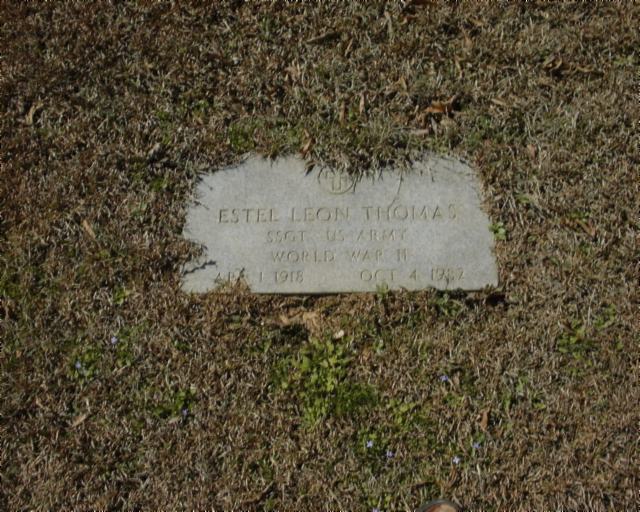 ESTEL LEON THOMAS
SSGT US ARMY
WORLD WAR II
APR 1 1918 OCT 4 1982